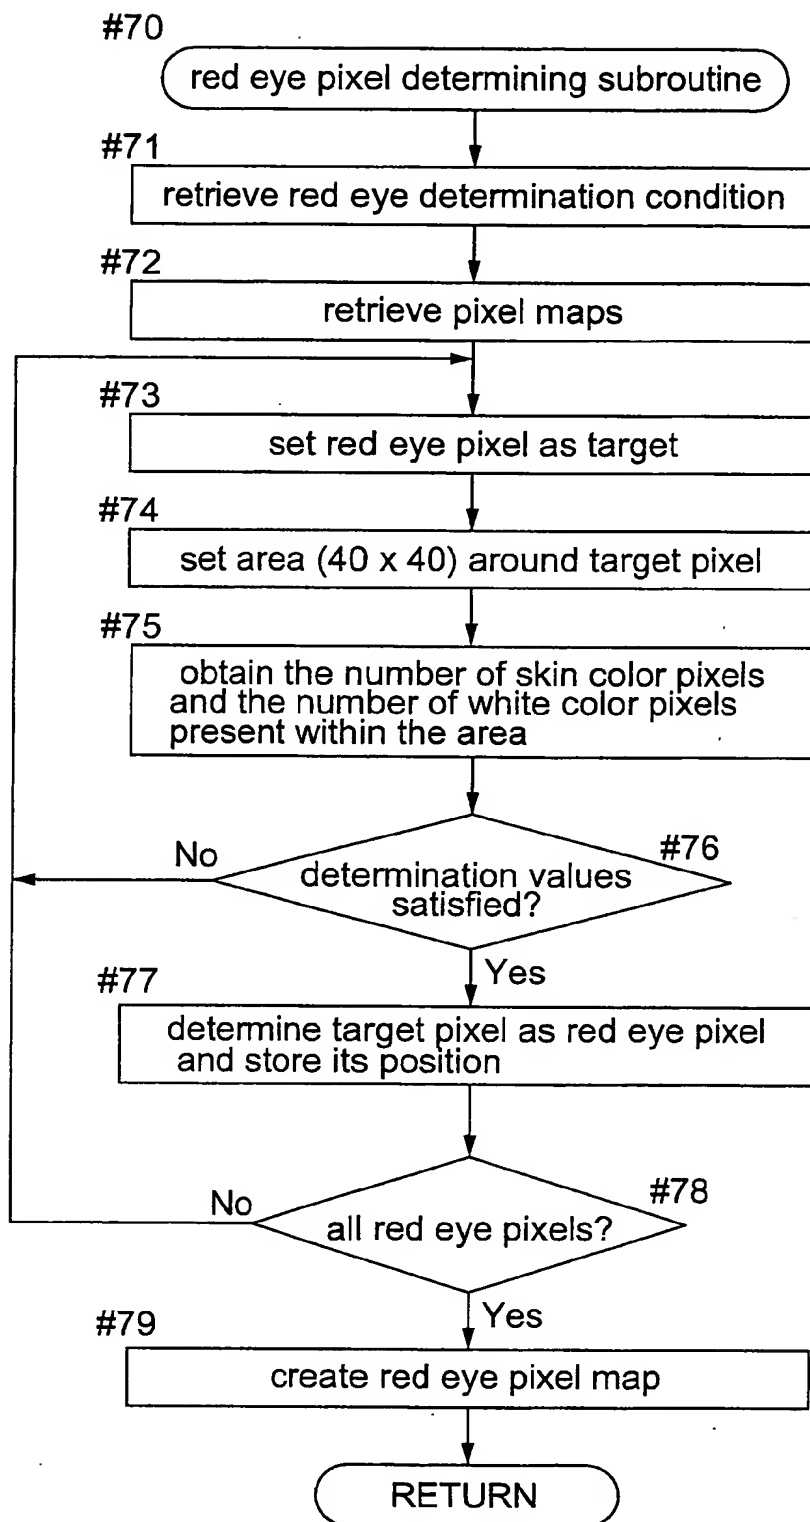 #70
red eye pixel determining subroutine
#71
retrieve red eye determination condition
#72
retrieve pixel maps
#73
set red eye pixel as target
#74
set area (40 x 40) around target pixel
#75
obtain the number of skin color pixels
and the number of white color pixels
present within the area
No
#76
determination values
satisfied?
Yes
#77
determine target pixel as red eye pixel
and store its position
No
#78
all red eye pixels?
Yes
#79
create red eye pixel map
RETURN